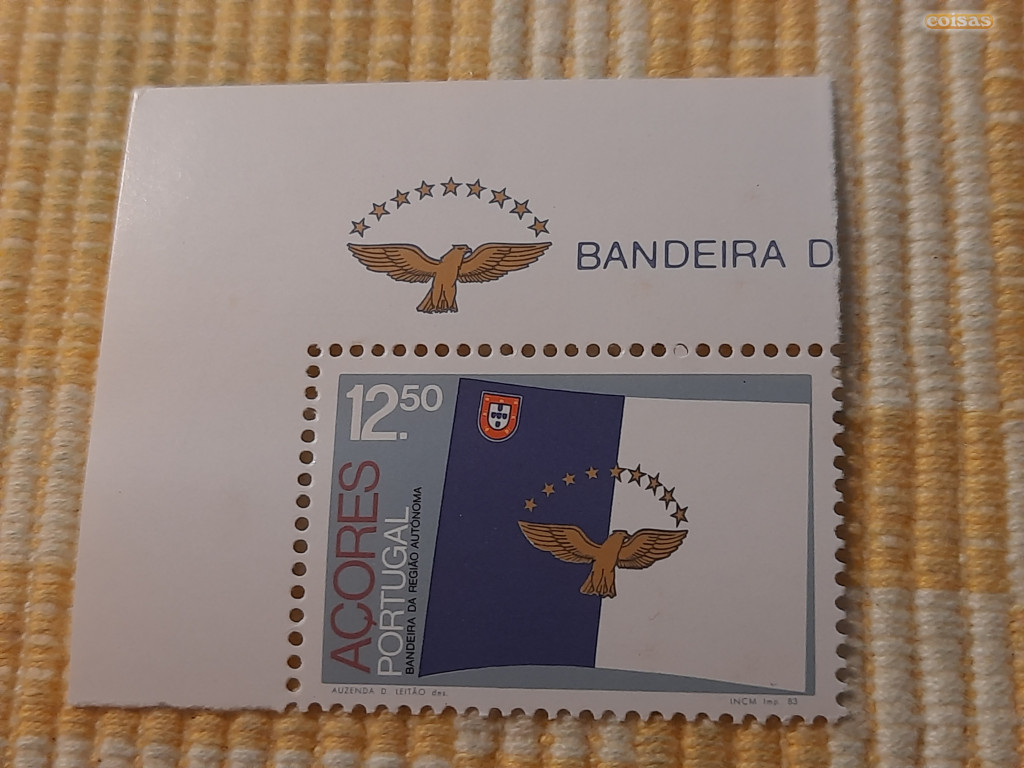 coisas
BANDEIRA D
12.50
AÇORES
PORTUGAL
BANDEIRA DA REGIÃO AUTÓNOMA
AUZENDA D. LEITÃO des.
INCM Imp. 83